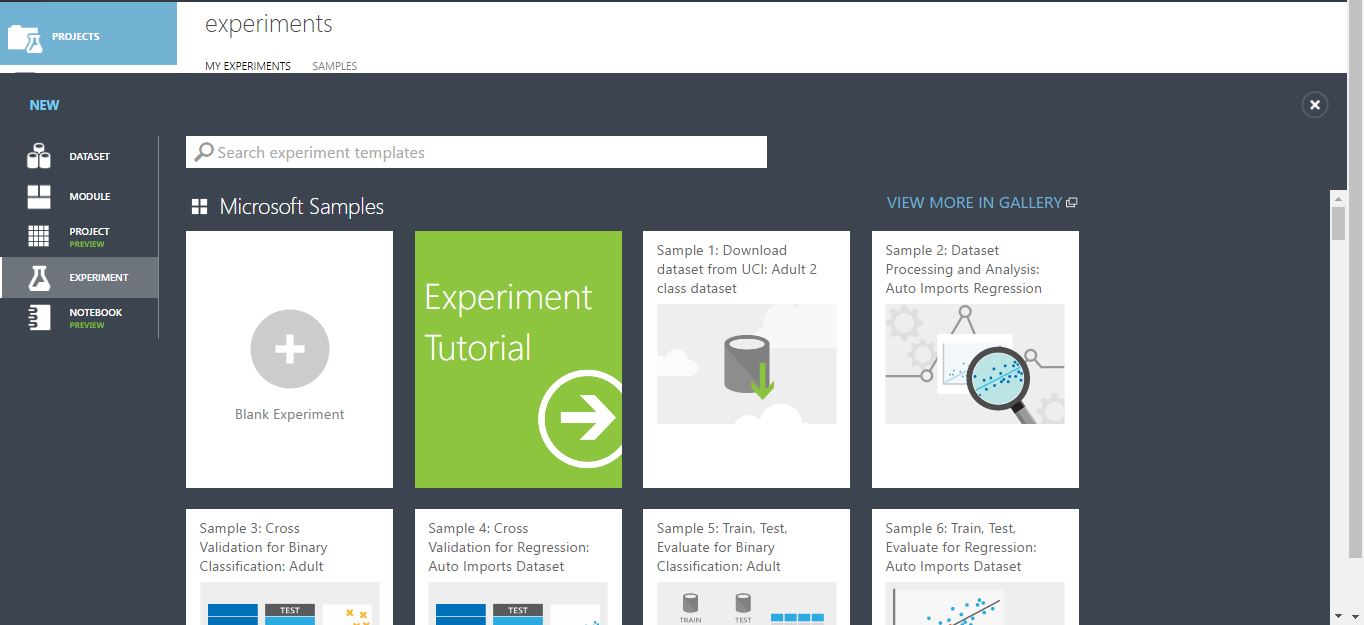 PROJECTS
experiments
MY EXPERIMENTS SAMPLES
NEW
DATASET
MODULE
PROJECT
PREVIEW
EXPERIMENT
NOTEBOOK
PREVIEW
Search experiment templates
Microsoft Samples
VIEW MORE IN GALLERY
Blank Experiment
Experiment
Tutorial
Sample 1: Download
dataset from UCI: Adult 2
class dataset
Sample 2: Dataset
Processing and Analysis:
Auto Imports Regression
Sample 3: Cross
Validation for Binary
Classification: Adult
TEST
Sample 4: Cross
Validation for Regression:
Auto Imports Dataset
TEST
Sample 5: Train, Test,
Evaluate for Binary
Classification: Adult
TRAIN TEST
Sample 6: Train, Test,
Evaluate for Regression:
Auto Imports Dataset